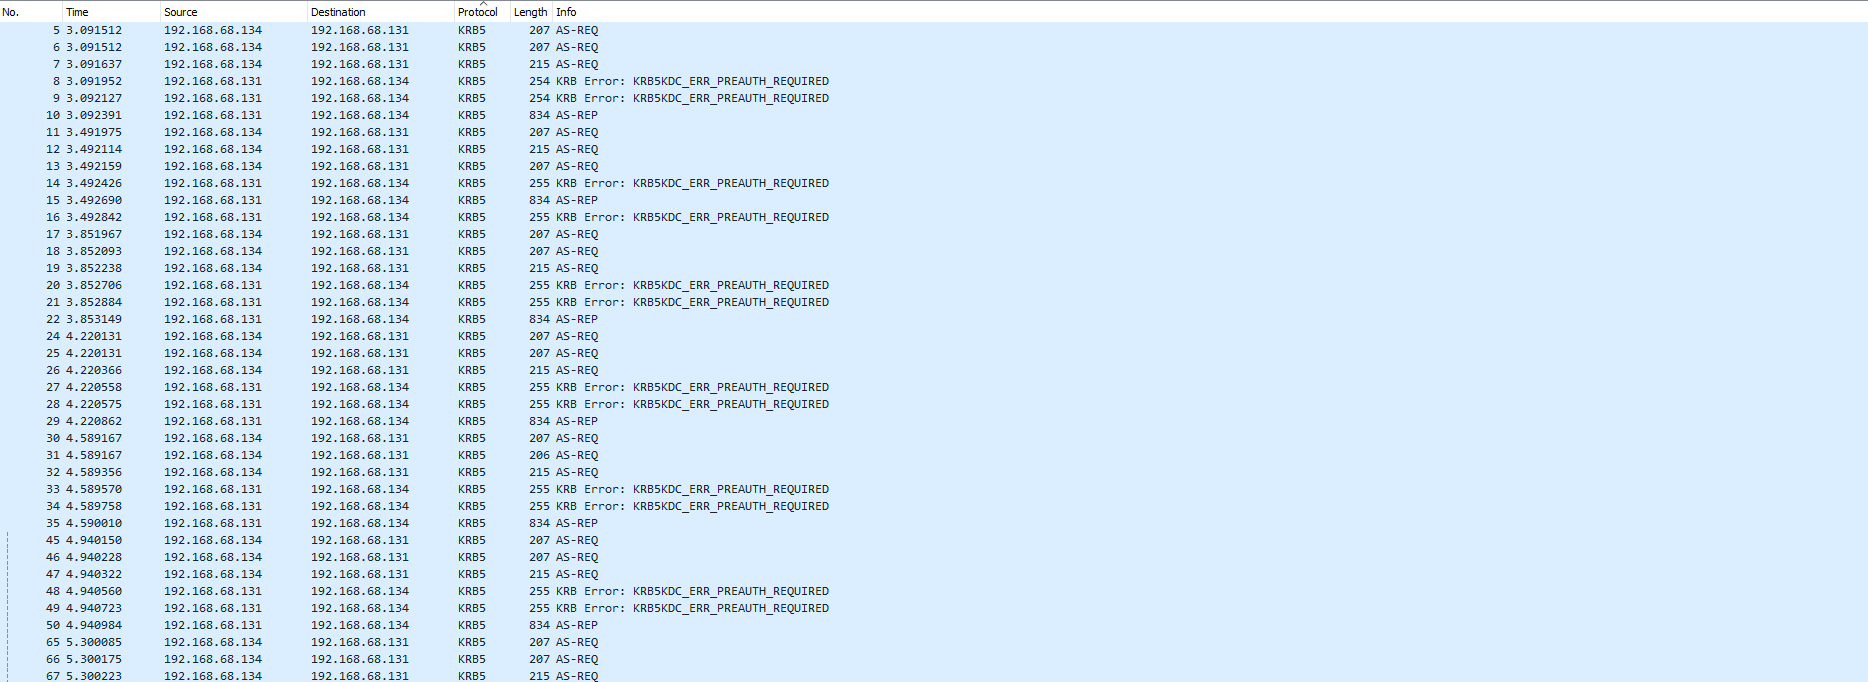 No. Time Source Destination Protocol Length Info
5 3.091512 192.168.68.134 192.168.68.131 KRB5 207 AS-REQ
6 3.091512 192.168.68.134 192.168.68.131 KRB5 207 AS-REQ
7 3.091637 192.168.68.134 192.168.68.131 KRB5 215 AS-REQ
8 3.091952 192.168.68.131 192.168.68.134 KRB5 254 KRB Error: KRB5KDC_ERR_PREAUTH_REQUIRED
9 3.092127 192.168.68.131 192.168.68.134 KRB5 254 KRB Error: KRB5KDC_ERR_PREAUTH_REQUIRED
10 3.092391 192.168.68.131 192.168.68.134 KRB5 834 AS-REP
11 3.491975 192.168.68.134 192.168.68.131 KRB5 207 AS-REQ
12 3.492114 192.168.68.134 192.168.68.131 KRB5 215 AS-REQ
13 3.492159 192.168.68.134 192.168.68.131 KRB5 207 AS-REQ
14 3.492426 192.168.68.131 192.168.68.134 KRB5 255 KRB Error: KRB5KDC_ERR_PREAUTH_REQUIRED
15 3.492690 192.168.68.131 192.168.68.134 KRB5 834 AS-REP
16 3.492842 192.168.68.131 192.168.68.134 KRB5 255 KRB Error: KRB5KDC_ERR_PREAUTH_REQUIRED
17 3.851967 192.168.68.134 192.168.68.131 KRB5 207 AS-REQ
18 3.852093 192.168.68.134 192.168.68.131 KRB5 207 AS-REQ
19 3.852238 192.168.68.134 192.168.68.131 KRB5 215 AS-REQ
20 3.852706 192.168.68.131 192.168.68.134 KRB5 255 KRB Error: KRB5KDC_ERR_PREAUTH_REQUIRED
21 3.852884 192.168.68.131 192.168.68.134 KRB5 255 KRB Error: KRB5KDC_ERR_PREAUTH_REQUIRED
22 3.853149 192.168.68.131 192.168.68.134 KRB5 834 AS-REP
24 4.220131 192.168.68.134 192.168.68.131 KRB5 207 AS-REQ
25 4.220131 192.168.68.134 192.168.68.131 KRB5 207 AS-REQ
26 4.220366 192.168.68.134 192.168.68.131 KRB5 215 AS-REQ
27 4.220558 192.168.68.131 192.168.68.134 KRB5 255 KRB Error: KRB5KDC_ERR_PREAUTH_REQUIRED
28 4.220575 192.168.68.131 192.168.68.134 KRB5 255 KRB Error: KRB5KDC_ERR_PREAUTH_REQUIRED
29 4.220862 192.168.68.131 192.168.68.134 KRB5 834 AS-REP
30 4.589167 192.168.68.134 192.168.68.131 KRB5 207 AS-REQ
31 4.589167 192.168.68.134 192.168.68.131 KRB5 206 AS-REQ
32 4.589356 192.168.68.134 192.168.68.131 KRB5 215 AS-REQ
33 4.589570 192.168.68.131 192.168.68.134 KRB5 255 KRB Error: KRB5KDC_ERR_PREAUTH_REQUIRED
34 4.589758 192.168.68.131 192.168.68.134 KRB5 255 KRB Error: KRB5KDC_ERR_PREAUTH_REQUIRED
35 4.590010 192.168.68.131 192.168.68.134 KRB5 834 AS-REP
45 4.940150 192.168.68.134 192.168.68.131 KRB5 207 AS-REQ
46 4.940228 192.168.68.134 192.168.68.131 KRB5 207 AS-REQ
47 4.940322 192.168.68.134 192.168.68.131 KRB5 215 AS-REQ
48 4.940560 192.168.68.131 192.168.68.134 KRB5 255 KRB Error: KRB5KDC_ERR_PREAUTH_REQUIRED
49 4.940723 192.168.68.131 192.168.68.134 KRB5 255 KRB Error: KRB5KDC_ERR_PREAUTH_REQUIRED
50 4.940984 192.168.68.131 192.168.68.134 KRB5 834 AS-REP
65 5.300085 192.168.68.134 192.168.68.131 KRB5 207 AS-REQ
66 5.300175 192.168.68.134 192.168.68.131 KRB5 207 AS-REQ
67 5.300223 192.168.68.134 192.168.68.131 KRB5 215 AS-REQ